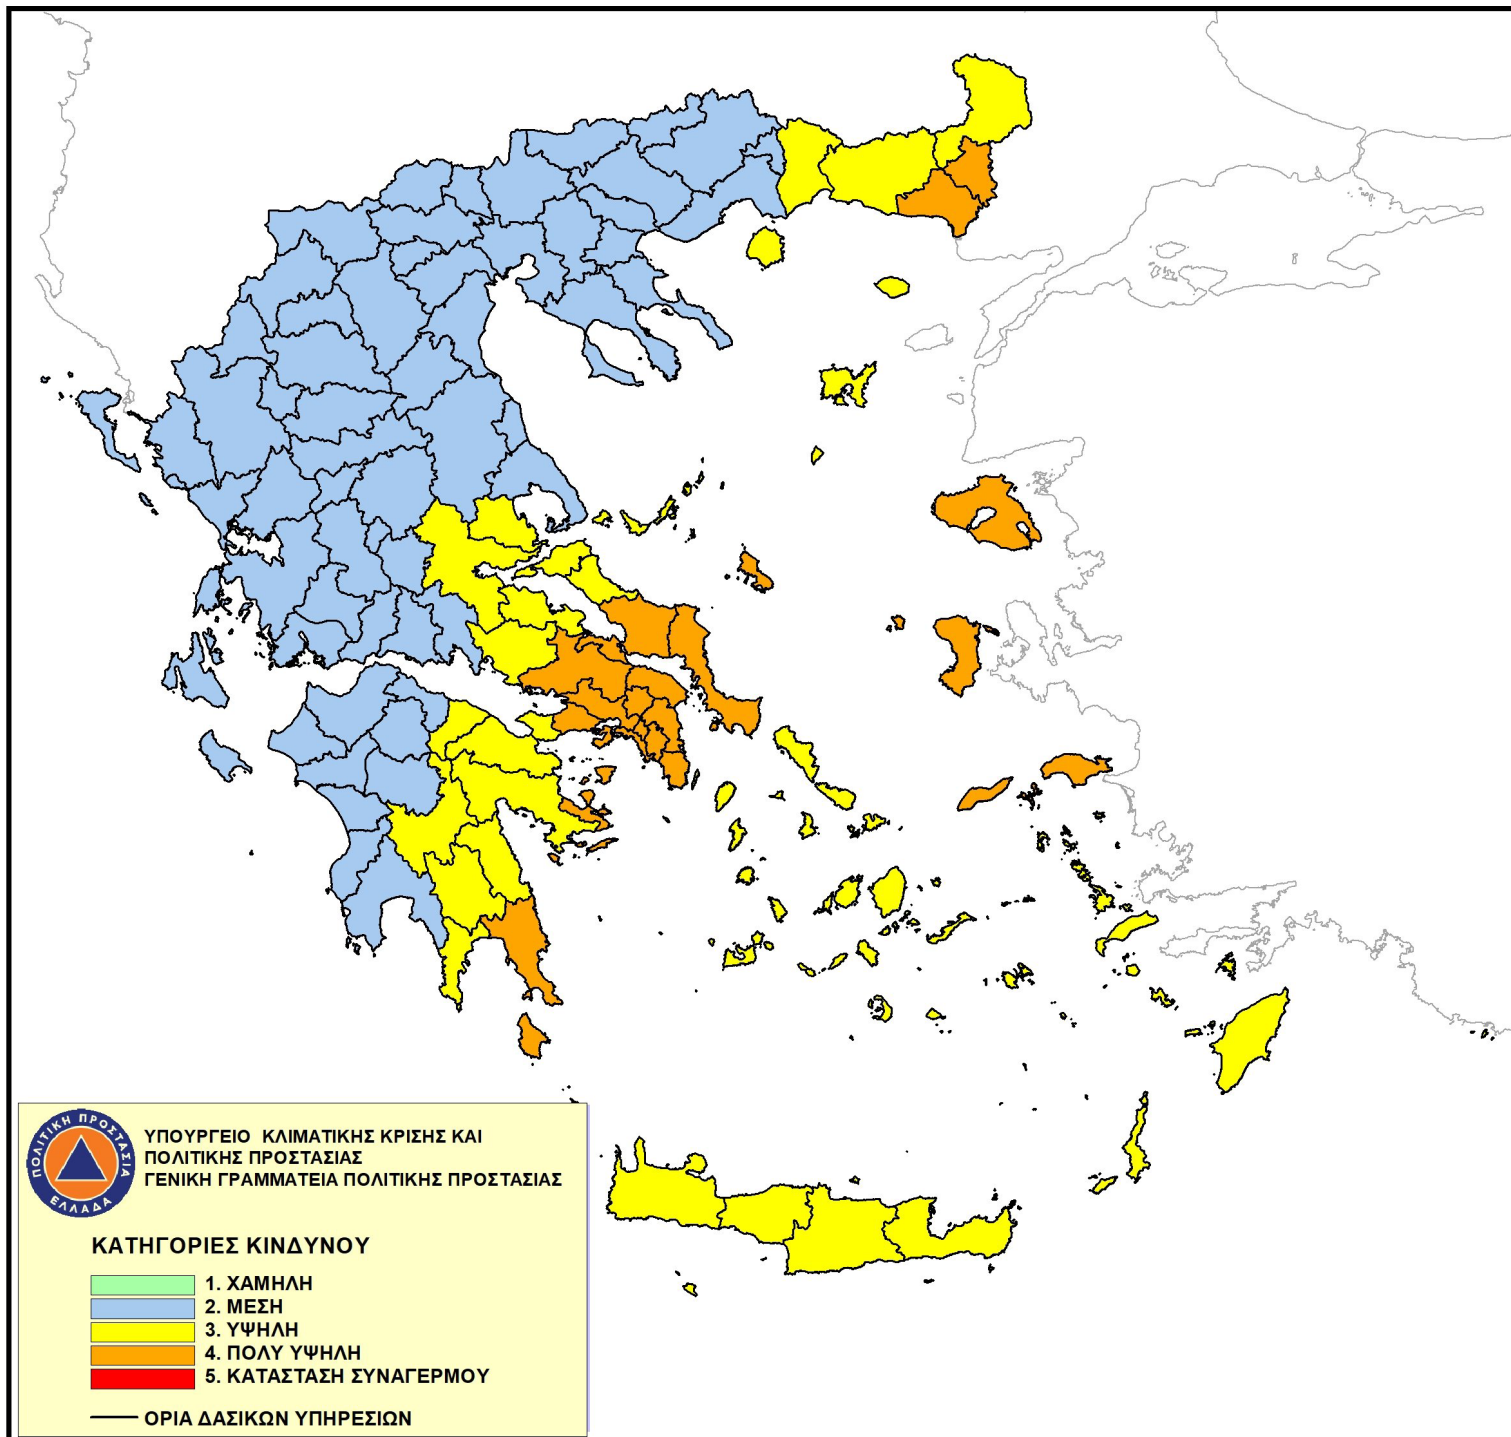 ΠΟΛΙΤΙΚΗ ΠΡΟΣΤΑΣΙΑ
ΕΛΛΑΔΑ
ΥΠΟΥΡΓΕΙΟ ΚΛΙΜΑΤΙΚΗΣ ΚΡΙΣΗΣ ΚΑΙ
ΠΟΛΙΤΙΚΗΣ ΠΡΟΣΤΑΣΙΑΣ
ΓΕΝΙΚΗ ΓΡΑΜΜΑΤΕΙΑ ΠΟΛΙΤΙΚΗΣ ΠΡΟΣΤΑΣΙΑΣ
ΚΑΤΗΓΟΡΙΕΣ ΚΙΝΔΥΝΟΥ
1. ΧΑΜΗΛΗ
2. ΜΕΣΗ
3. ΥΨΗΛΗ
4. ΠΟΛΥ ΥΨΗΛΗ
5. ΚΑΤΑΣΤΑΣΗ ΣΥΝΑΓΕΡΜΟΥ
ΟΡΙΑ ΔΑΣΙΚΩΝ ΥΠΗΡΕΣΙΩΝ